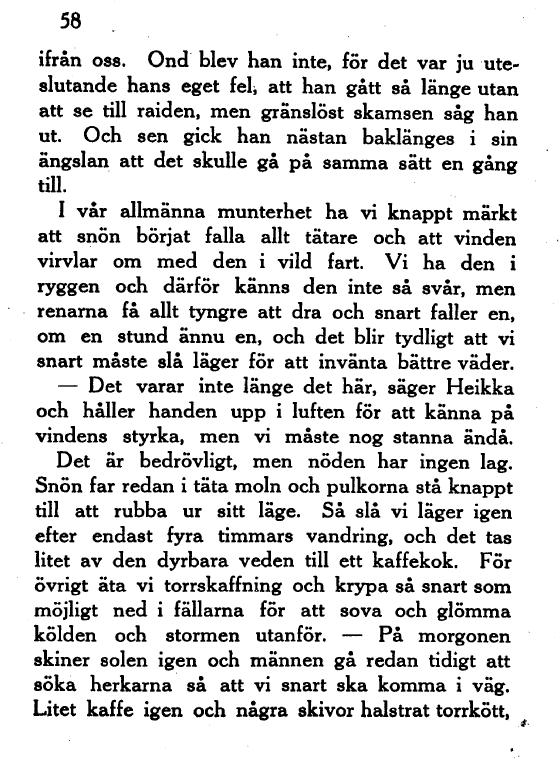 58
ifrån oss. Ond blev han inte, för det var ju ute-
slutande hans eget fel, att han gått så länge utan
att se till raiden, men gränslöst skamsen såg han
ut. Och sen gick han nästan baklänges i sin
ängslan att det skulle gå på samma sätt en gång
till.
I vår allmänna munterhet ha vi knappt märkt
att snön börjat falla allt tätare och att vinden
virvlar om med den i vild fart. Vi ha den i
ryggen och därför känns den inte så svår, men
renarna få allt tyngre att dra och snart faller en,
om en stund ännu en, och det blir tydligt att vi
snart måste slå läger för att invänta bättre väder.
— Det varar inte länge det här, säger Heikka
och håller handen upp i luften för att känna på
vindens styrka, men vi måste nog stanna ändå.
Det är bedrövligt, men nöden har ingen lag.
Snön far redan i täta moln och pulkorna stå knappt
till att rubba ur sitt läge. Så slå vi läger igen
efter endast fyra timmars vandring, och det tas
litet av den dyrbara veden till ett kaffekok. För
övrigt äta vi torrskaffning och krypa så snart som
möjligt ned i fällarna för att sova och glömma
kölden och stormen utanför. — På morgonen
skiner solen igen och männen gå redan tidigt att
söka herkarna så att vi snart ska komma i väg.
Litet kaffe igen och några skivor halstrat torrkött,